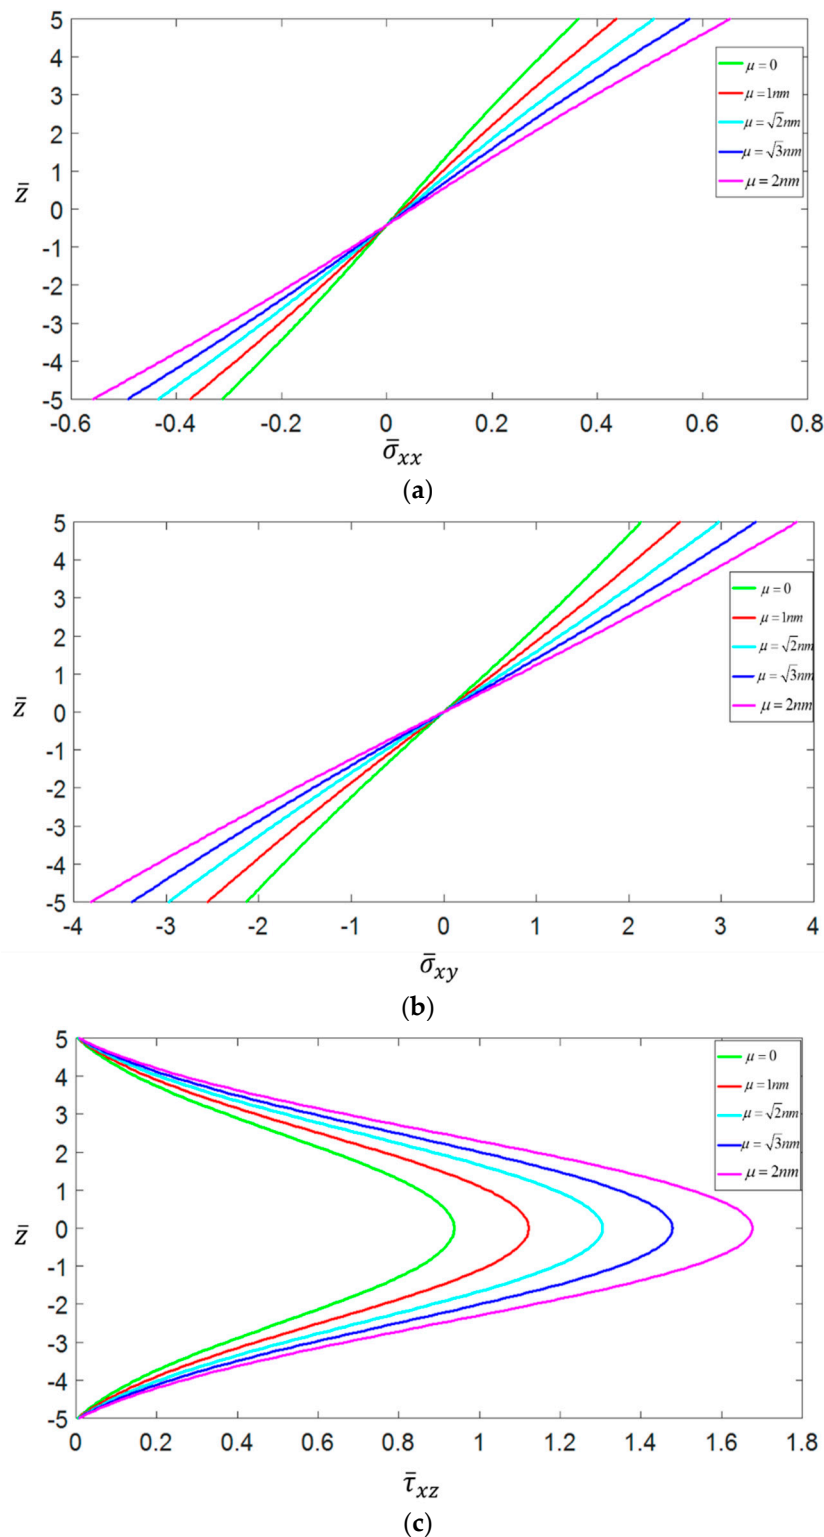 5
4
3
2
1
0
-1
-2
-3
-4
-5
z̄
μ = 0
μ = 1nm
μ = √2nm
μ = √3nm
μ = 2nm
-0.6 -0.4 -0.2 0 0.2 0.4 0.6 0.8
σ̄xx
(a)
5
4
3
2
1
0
-1
-2
-3
-4
-5
z̄
μ = 0
μ = 1nm
μ = √2nm
μ = √3nm
μ = 2nm
-4 -3 -2 -1 0 1 2 3 4
σ̄xy
(b)
5
4
3
2
1
0
-1
-2
-3
-4
-5
z̄
μ = 0
μ = 1nm
μ = √2nm
μ = √3nm
μ = 2nm
0 0.2 0.4 0.6 0.8 1 1.2 1.4 1.6 1.8
τ̄xz
(c)